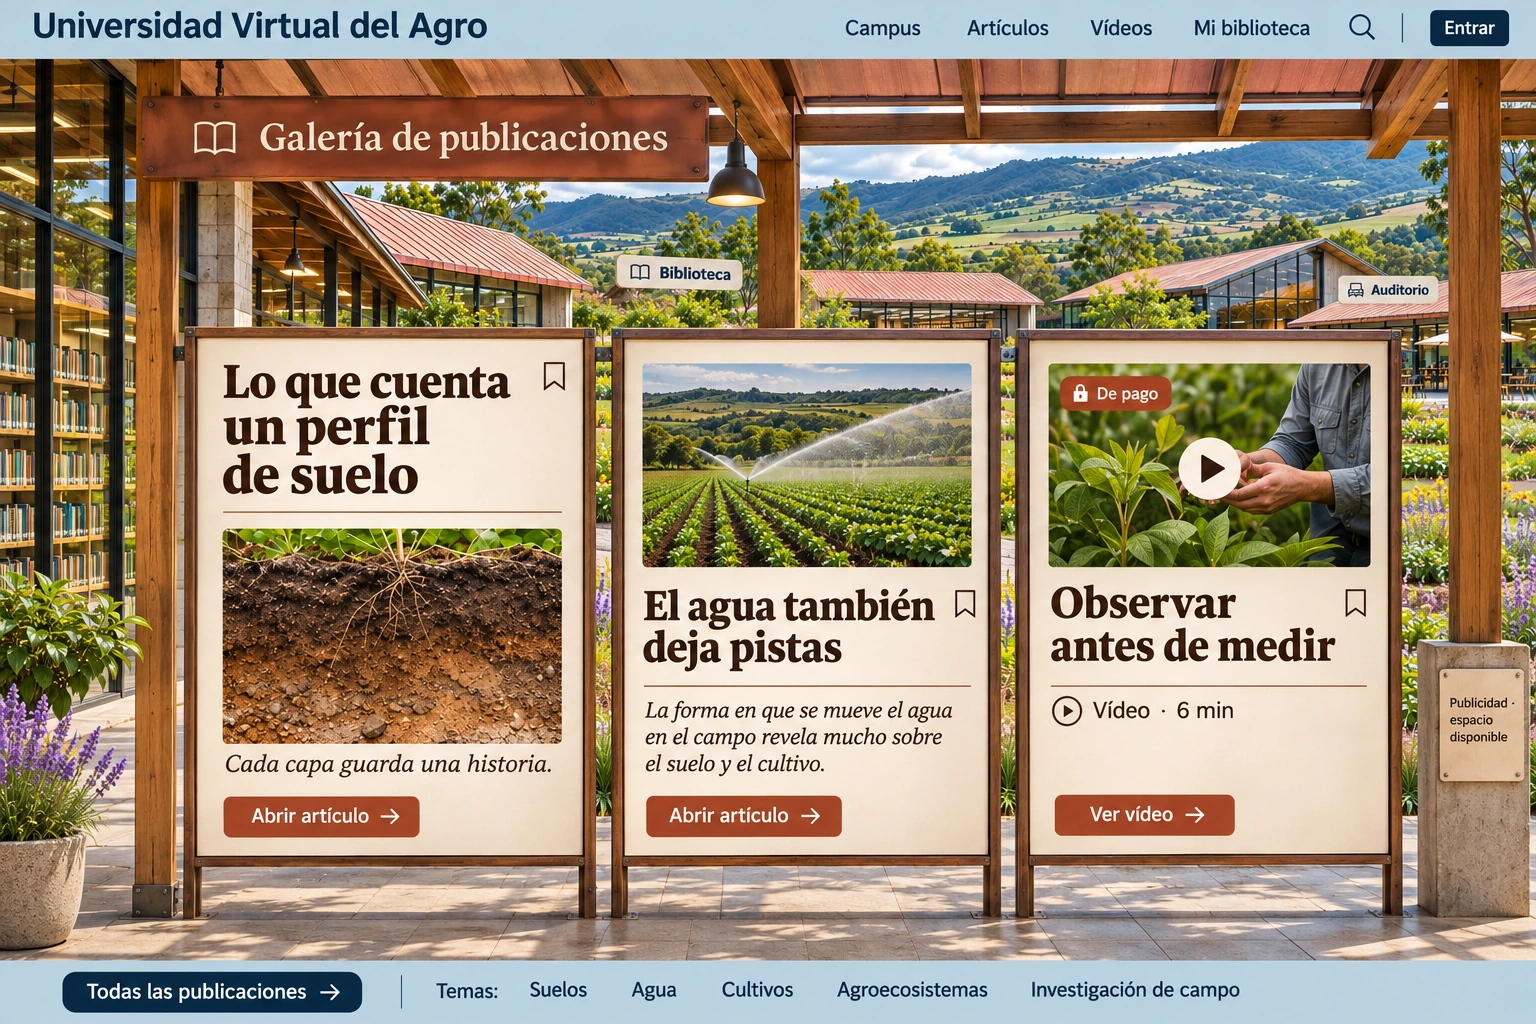 Universidad Virtual del Agro
Campus
Artículos
Vídeos
Mi biblioteca
Entrar
Galería de publicaciones
Biblioteca
Auditorio
Lo que cuenta
un perfil
de suelo
Cada capa guarda una historia.
Abrir artículo →
El agua también
deja pistas
La forma en que se mueve el agua
en el campo revela mucho sobre
el suelo y el cultivo.
Abrir artículo →
De pago
Observar
antes de medir
Vídeo · 6 min
Ver vídeo →
Publicidad ·
espacio
disponible
Todas las publicaciones →
Temas:
Suelos
Agua
Cultivos
Agroecosistemas
Investigación de campo